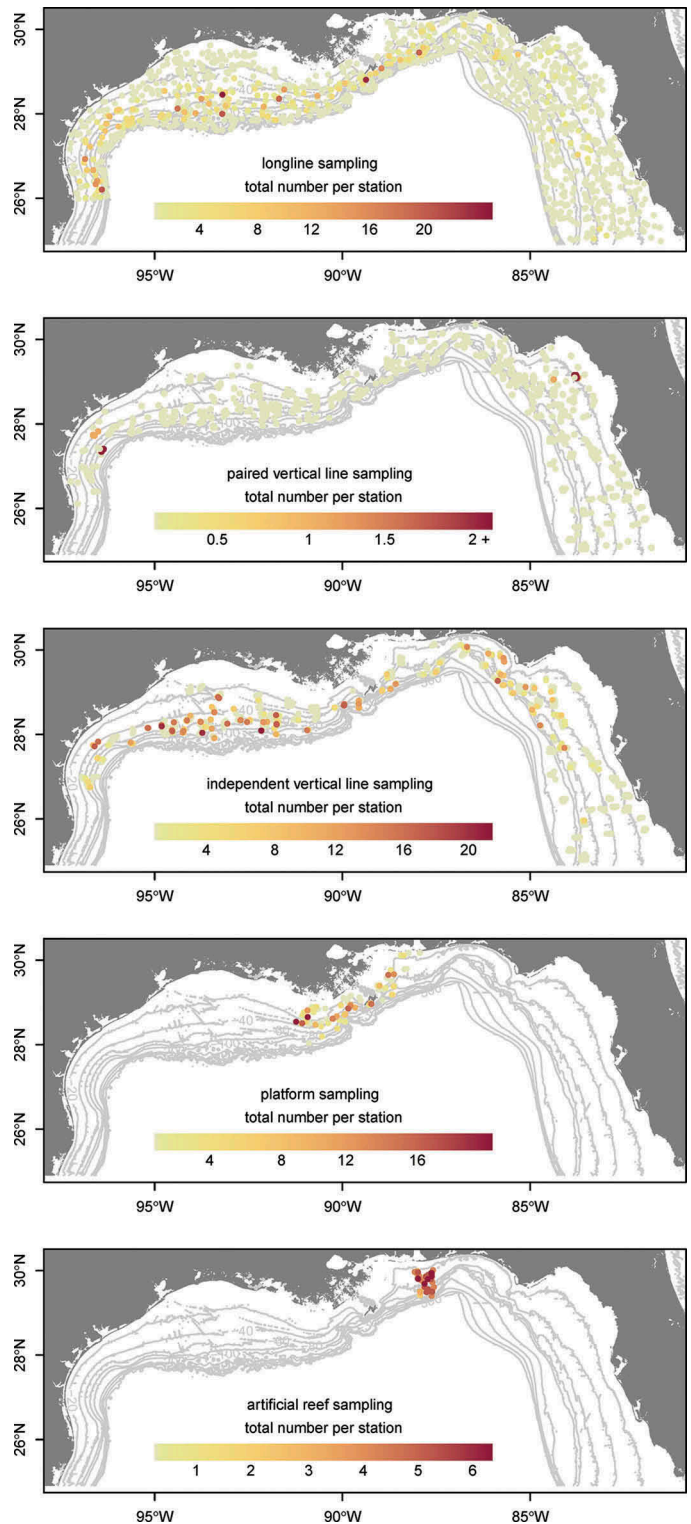 30°N
28°N
26°N
longline sampling
total number per station
4 8 12 16 20
95°W 90°W 85°W
30°N
28°N
26°N
paired vertical line sampling
total number per station
0.5 1 1.5 2 +
95°W 90°W 85°W
30°N
28°N
26°N
independent vertical line sampling
total number per station
4 8 12 16 20
95°W 90°W 85°W
30°N
28°N
26°N
40
20
platform sampling
total number per station
4 8 12 16
95°W 90°W 85°W
30°N
28°N
26°N
40
20
artificial reef sampling
total number per station
1 2 3 4 5 6
95°W 90°W 85°W